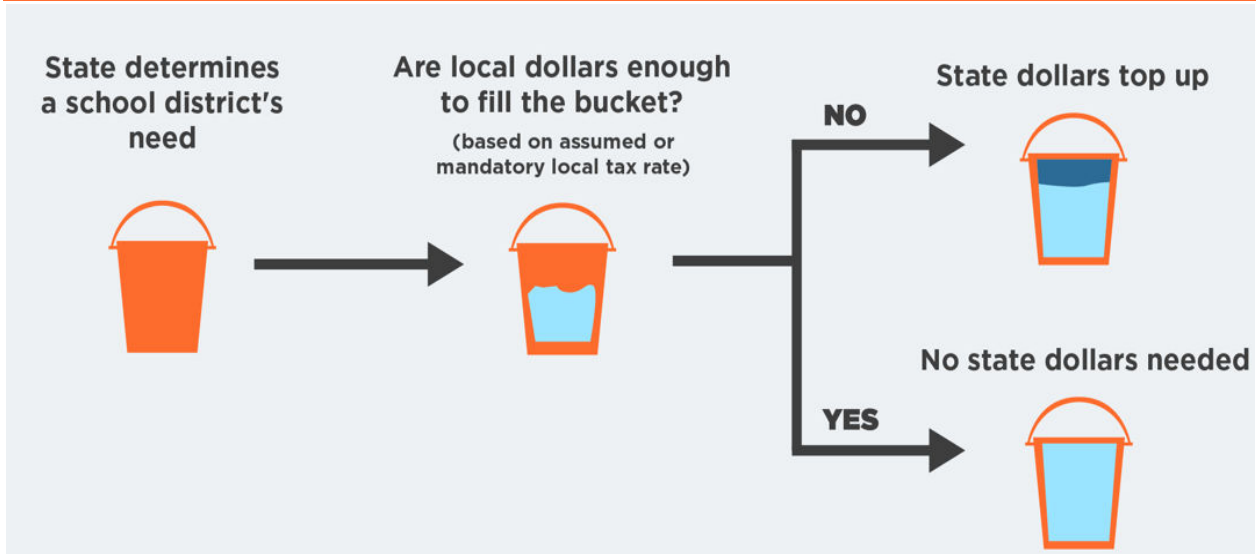 State determines
a school district's
need
Are local dollars enough
to fill the bucket?
(based on assumed or
mandatory local tax rate)
NO
State dollars top up
YES
No state dollars needed